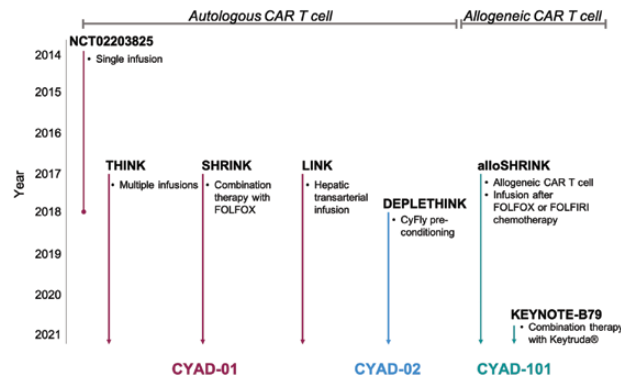 Autologous CAR T cell
Allogeneic CAR T cell
NCT02203825
• Single infusion
Year
2014
2015
2016
2017
2018
2019
2020
2021
THINK
• Multiple infusions
SHRINK
• Combination
therapy with
FOLFOX
LINK
• Hepatic
transarterial
infusion
DEPLETHINK
• CyFly pre-
conditioning
alloSHRINK
• Allogeneic CAR T cell
• Infusion after
FOLFOX or FOLFIRI
chemotherapy
KEYNOTE-B79
• Combination therapy
with Keytruda®
CYAD-01
CYAD-02
CYAD-101